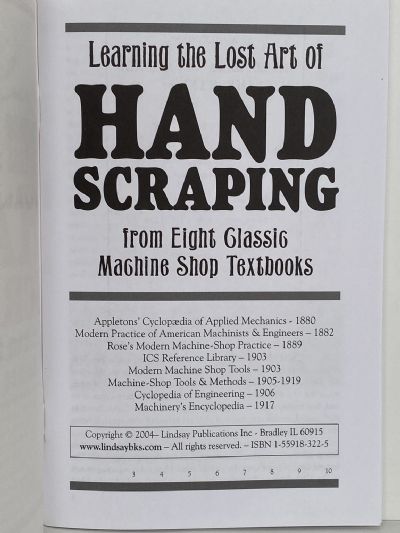 Learning the Lost Art of
HAND
SCRAPING
from Eight Classic
Machine Shop Textbooks
Appletons' Cyclopædia of Applied Mechanics - 1880
Modern Practice of American Machinists & Engineers – 1882
Rose's Modern Machine-Shop Practice – 1889
ICS Reference Library – 1903
Modern Machine Shop Tools – 1903
Machine-Shop Tools & Methods – 1905-1919
Cyclopedia of Engineering – 1906
Machinery's Encyclopedia – 1917
Copyright © 2004– Lindsay Publications Inc - Bradley IL 60915
www.lindsaybks.com – All rights reserved. – ISBN 1-55918-322-5
3 4 5 6 7 8 9 10